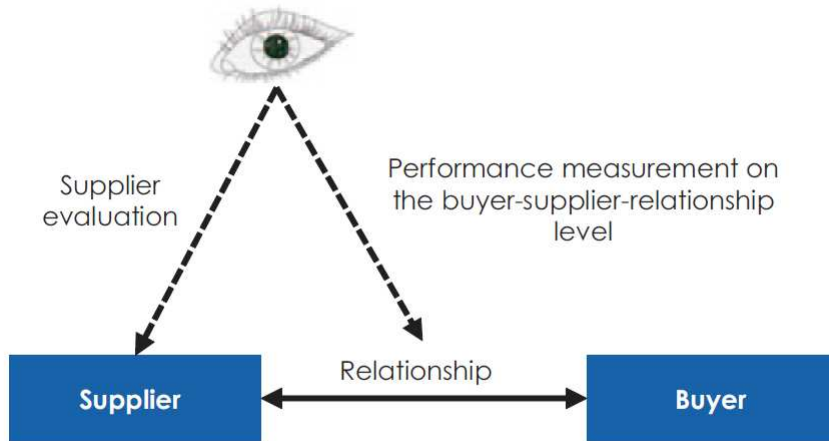 Supplier
evaluation
Performance measurement on
the buyer-supplier-relationship
level
Relationship
Supplier
Buyer